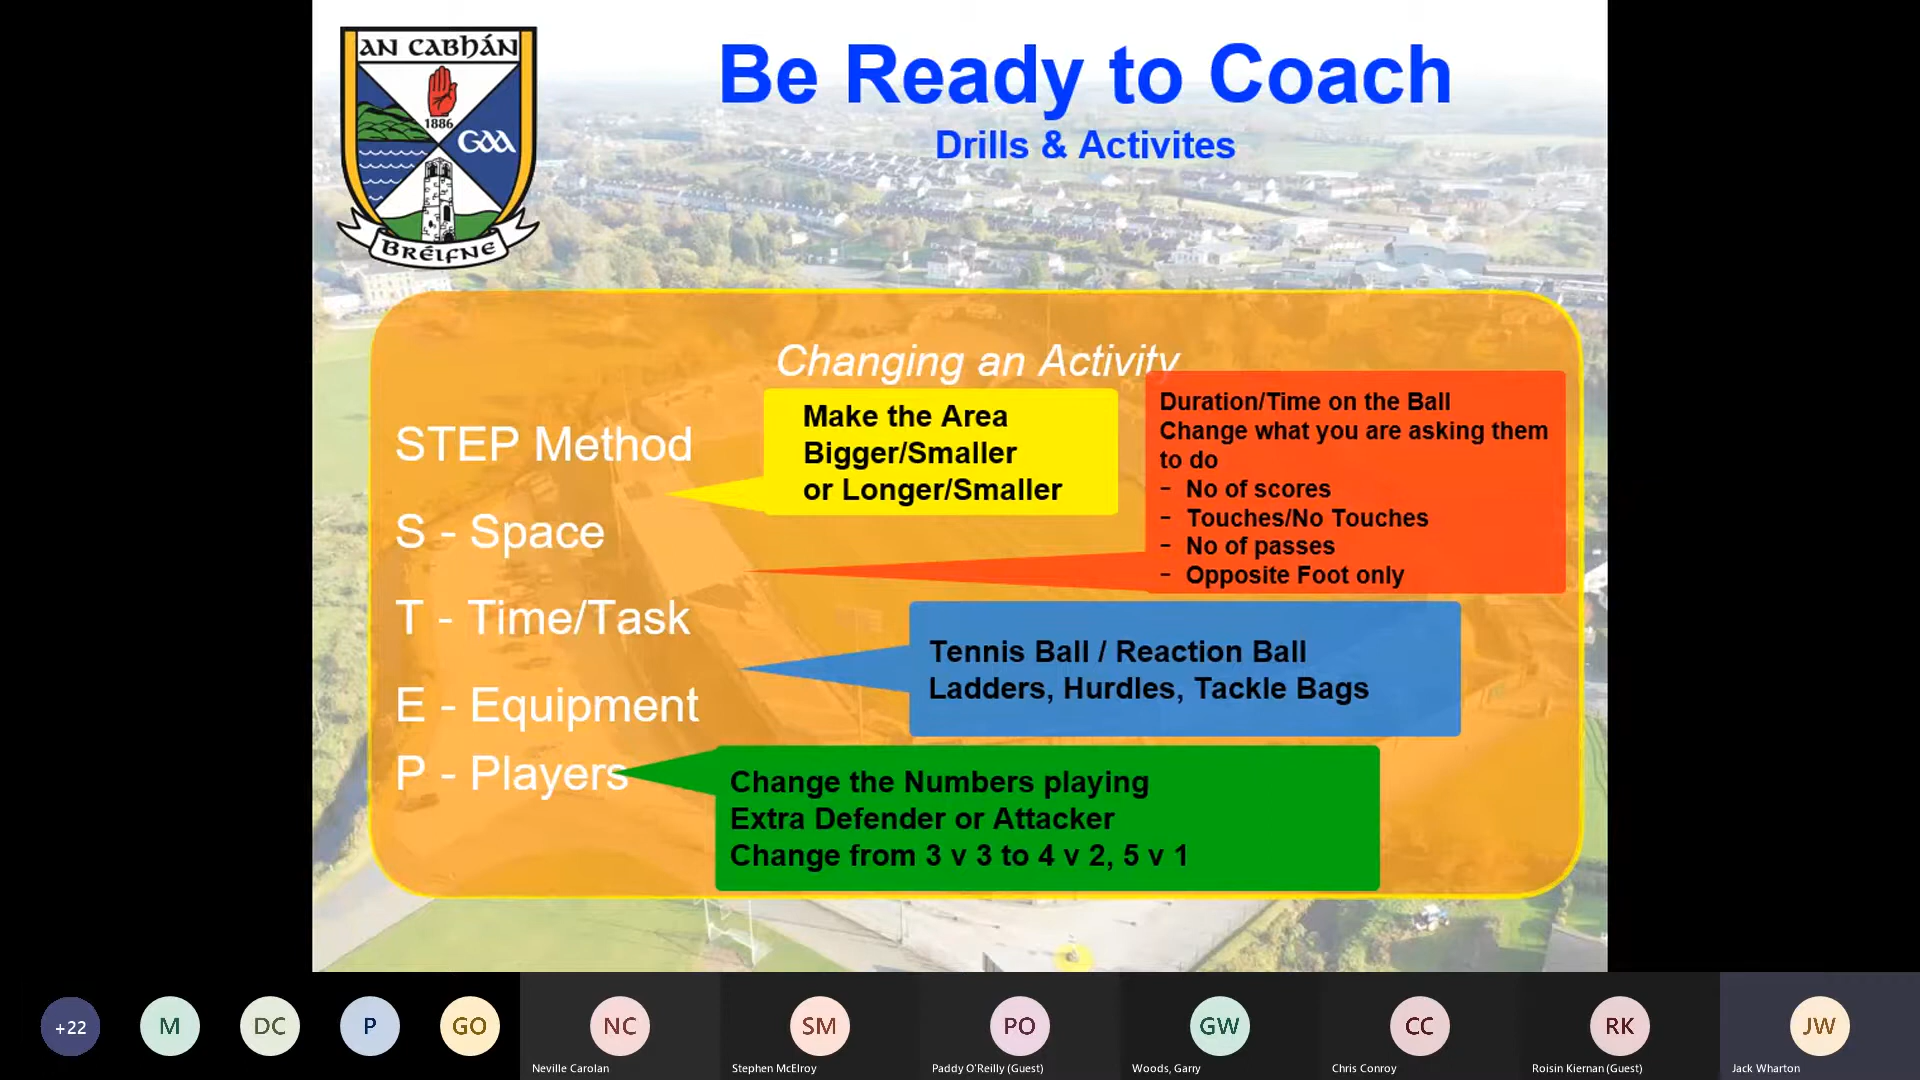 AN CABHÁN
1886
GAA
BRÉIFNE
Be Ready to Coach
Drills & Activites
Changing an Activity
STEP Method
S - Space
T - Time/Task
E - Equipment
P - Players
Make the Area
Bigger/Smaller
or Longer/Smaller
Duration/Time on the Ball
Change what you are asking them
to do
- No of scores
- Touches/No Touches
- No of passes
- Opposite Foot only
Tennis Ball / Reaction Ball
Ladders, Hurdles, Tackle Bags
Change the Numbers playing
Extra Defender or Attacker
Change from 3 v 3 to 4 v 2, 5 v 1
+22
M
DC
P
GO
NC
Neville Carolan
SM
Stephen McElroy
PO
Paddy O'Reilly (Guest)
GW
Woods, Garry
CC
Chris Conroy
RK
Roisin Kiernan (Guest)
JW
Jack Wharton